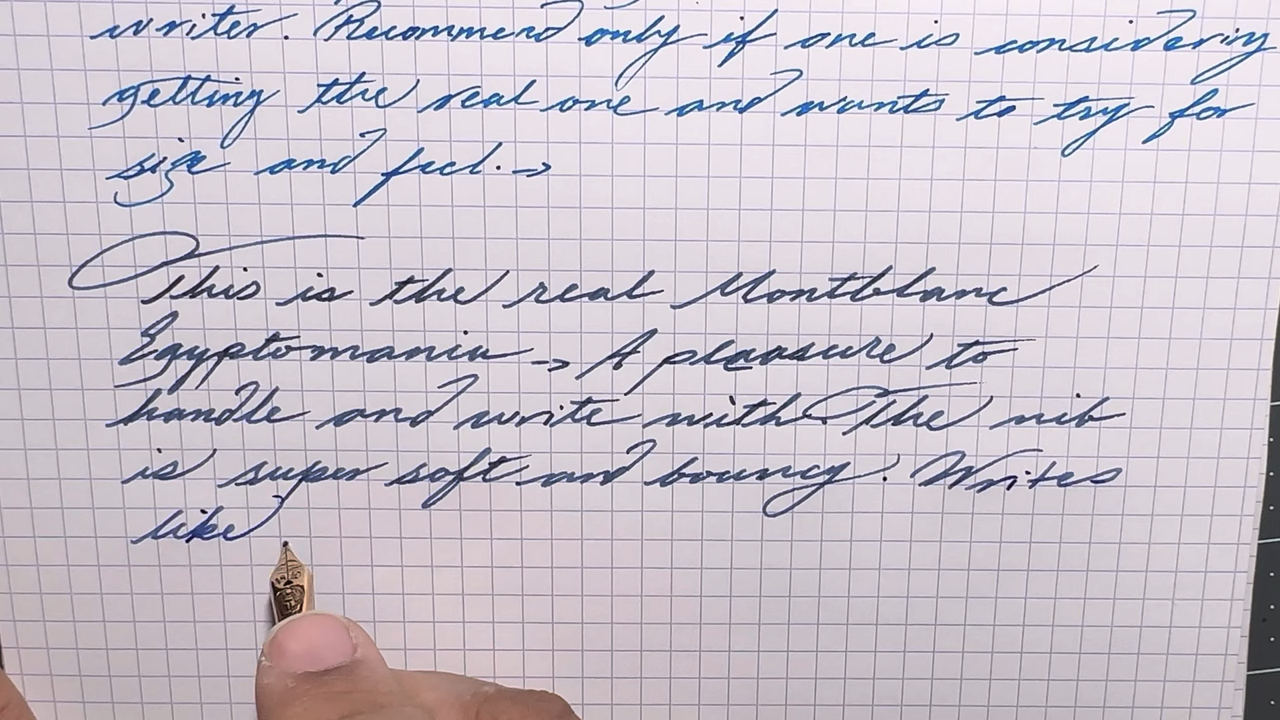 writer. Recommend only if one is considering
getting the real one and wants to try for
size and feel. →
This is the real Montblanc
Egyptomania → A pleasure to
handle and write with. The nib
is super soft and bouncy! Writes
like